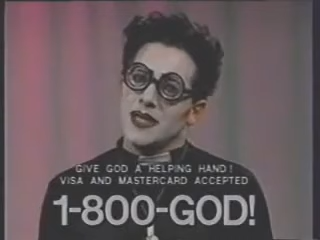 GIVE GOD A HELPING HAND!
VISA AND MASTERCARD ACCEPTED
1-800-GOD!